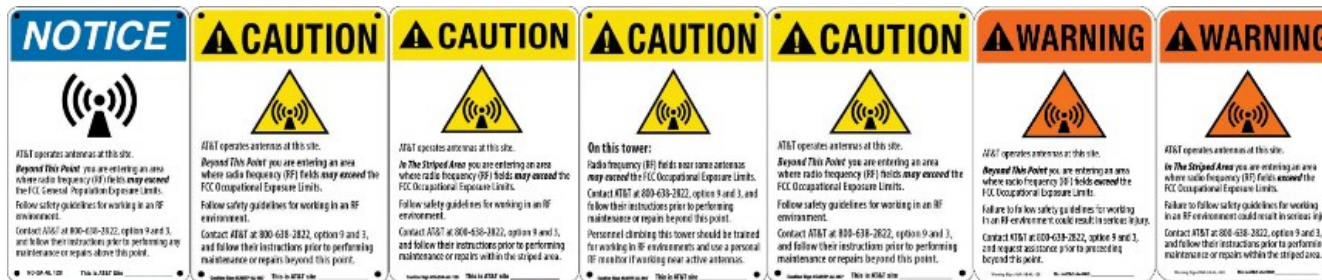 NOTICE
AT&T operates antennas at this site.
Beyond This Point you are entering an area
where radio frequency (RF) fields may exceed
the FCC General Population Exposure Limits.
Follow safety guidelines for working in an RF
environment.
Contact AT&T at 800-638-2822, option 9 and 3,
and follow their instructions prior to performing any
maintenance or repairs above this point.
This is AT&T Site
CAUTION
AT&T operates antennas at this site.
Beyond This Point you are entering an area
where radio frequency (RF) fields may exceed the
FCC Occupational Exposure Limits.
Follow safety guidelines for working in an RF
environment.
Contact AT&T at 800-638-2822, option 9 and 3,
and follow their instructions prior to performing
maintenance or repairs beyond this point.
This is AT&T Site
CAUTION
AT&T operates antennas at this site.
In The Striped Area you are entering an area
where radio frequency (RF) fields may exceed the
FCC Occupational Exposure Limits.
Follow safety guidelines for working in an RF
environment.
Contact AT&T at 800-638-2822, option 9 and 3,
and follow their instructions prior to performing
maintenance or repairs within the striped area.
This is AT&T Site
CAUTION
On this tower:
Radio frequency (RF) fields near some antennas
may exceed the FCC Occupational Exposure Limits.
Contact AT&T at 800-638-2822, option 9 and 3, and
follow their instructions prior to performing
maintenance or repairs beyond this point.
Personnel climbing this tower should be trained
for working in RF environments and use a personal
RF monitor if working near active antennas.
This is AT&T Site
CAUTION
AT&T operates antennas at this site.
Beyond This Point you are entering an area
where radio frequency (RF) fields may exceed the
FCC Occupational Exposure Limits.
Follow safety guidelines for working in an RF
environment.
Contact AT&T at 800-638-2822, option 9 and 3,
and follow their instructions prior to performing
maintenance or repairs beyond this point.
This is AT&T Site
WARNING
AT&T operates antennas at this site.
Beyond This Point you are entering an area
where radio frequency (RF) fields exceed the
FCC Occupational Exposure Limits.
Failure to follow safety guidelines for working
in an RF environment could result in serious injury.
Contact AT&T at 800-638-2822, option 9 and 3,
and request assistance prior to proceeding
beyond this point.
WARNING
AT&T operates antennas at this site.
In The Striped Area you are entering an area
where radio frequency (RF) fields exceed the
FCC Occupational Exposure Limits.
Failure to follow safety guidelines for working
in an RF environment could result in serious
Contact AT&T at 800-638-2822, option 9 and 3,
and follow their instructions prior to performing
maintenance or repairs within the striped area.